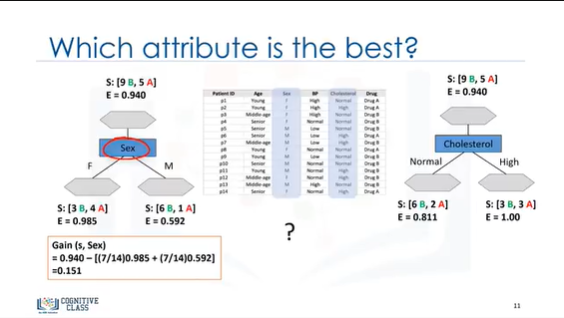 Which attribute is the best?
S: [9 B, 5 A]
E = 0.940
Sex
F
M
S: [3 B, 4 A]
E = 0.985
S: [6 B, 1 A]
E = 0.592
Gain (s, Sex)
= 0.940 – [(7/14)0.985 + (7/14)0.592]
=0.151
Patient ID Age Sex BP Cholesterol Drug
p1 Young F High Normal Drug A
p2 Young F High High Drug A
p3 Middle-age F High Normal Drug B
p4 Senior F Normal Normal Drug B
p5 Senior M Low Normal Drug B
p6 Senior M Low High Drug A
p7 Middle-age M Low High Drug B
p8 Young F Normal Normal Drug A
p9 Young M Low Normal Drug B
p10 Senior M Normal Normal Drug B
p11 Young M Normal High Drug B
p12 Middle-age F Normal High Drug B
p13 Middle-age M High Normal Drug B
p14 Senior F Normal High Drug A
?
S: [9 B, 5 A]
E = 0.940
Cholesterol
Normal
High
S: [6 B, 2 A]
E = 0.811
S: [3 B, 3 A]
E = 1.00
COGNITIVE
CLASS
11